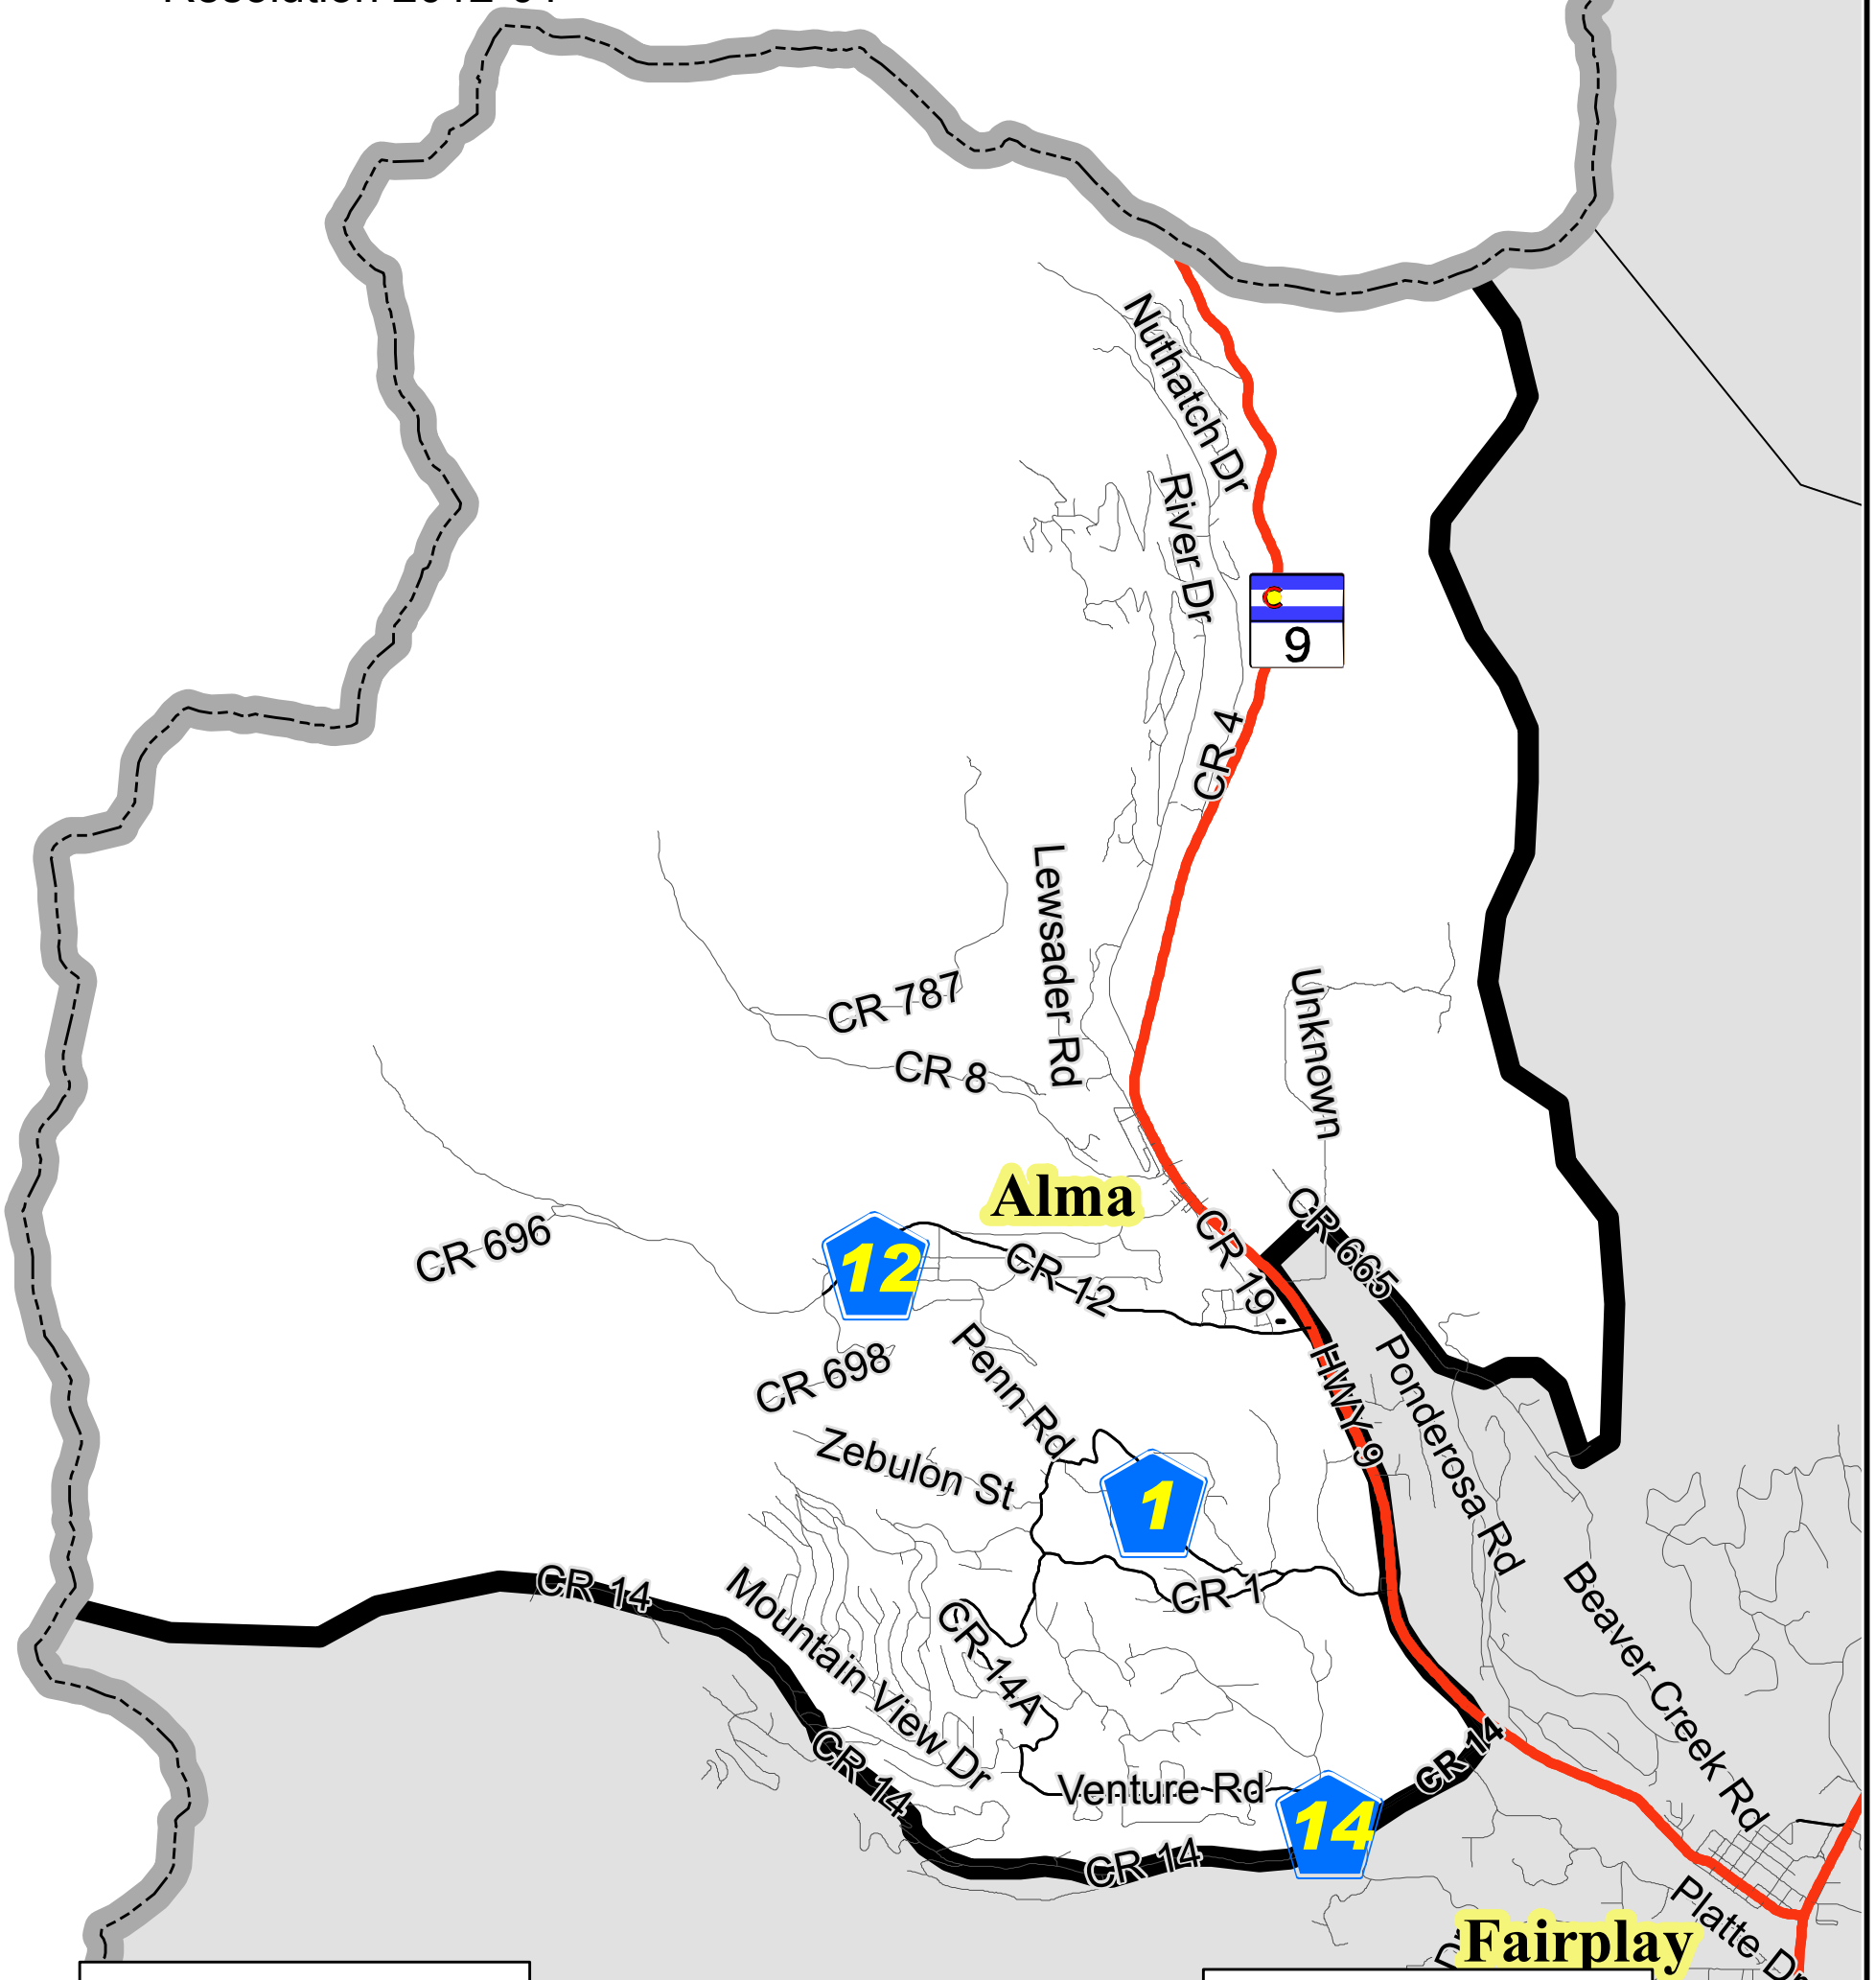 Nuthatch Dr
River Dr
9
CR 4
Lewsader Rd
CR 787
Unknown
CR 8
Alma
CR 665
CR 696
12
CR 19
CR 12
CR 698
Penn Rd
HWY 9
Ponderosa Rd
Zebulon St
1
CR 14
CR 1
Mountain View Dr
CR 14A
Beaver Creek Rd
CR 14
CR 14
Venture Rd
14
CR 14
Platte Dr
Fairplay